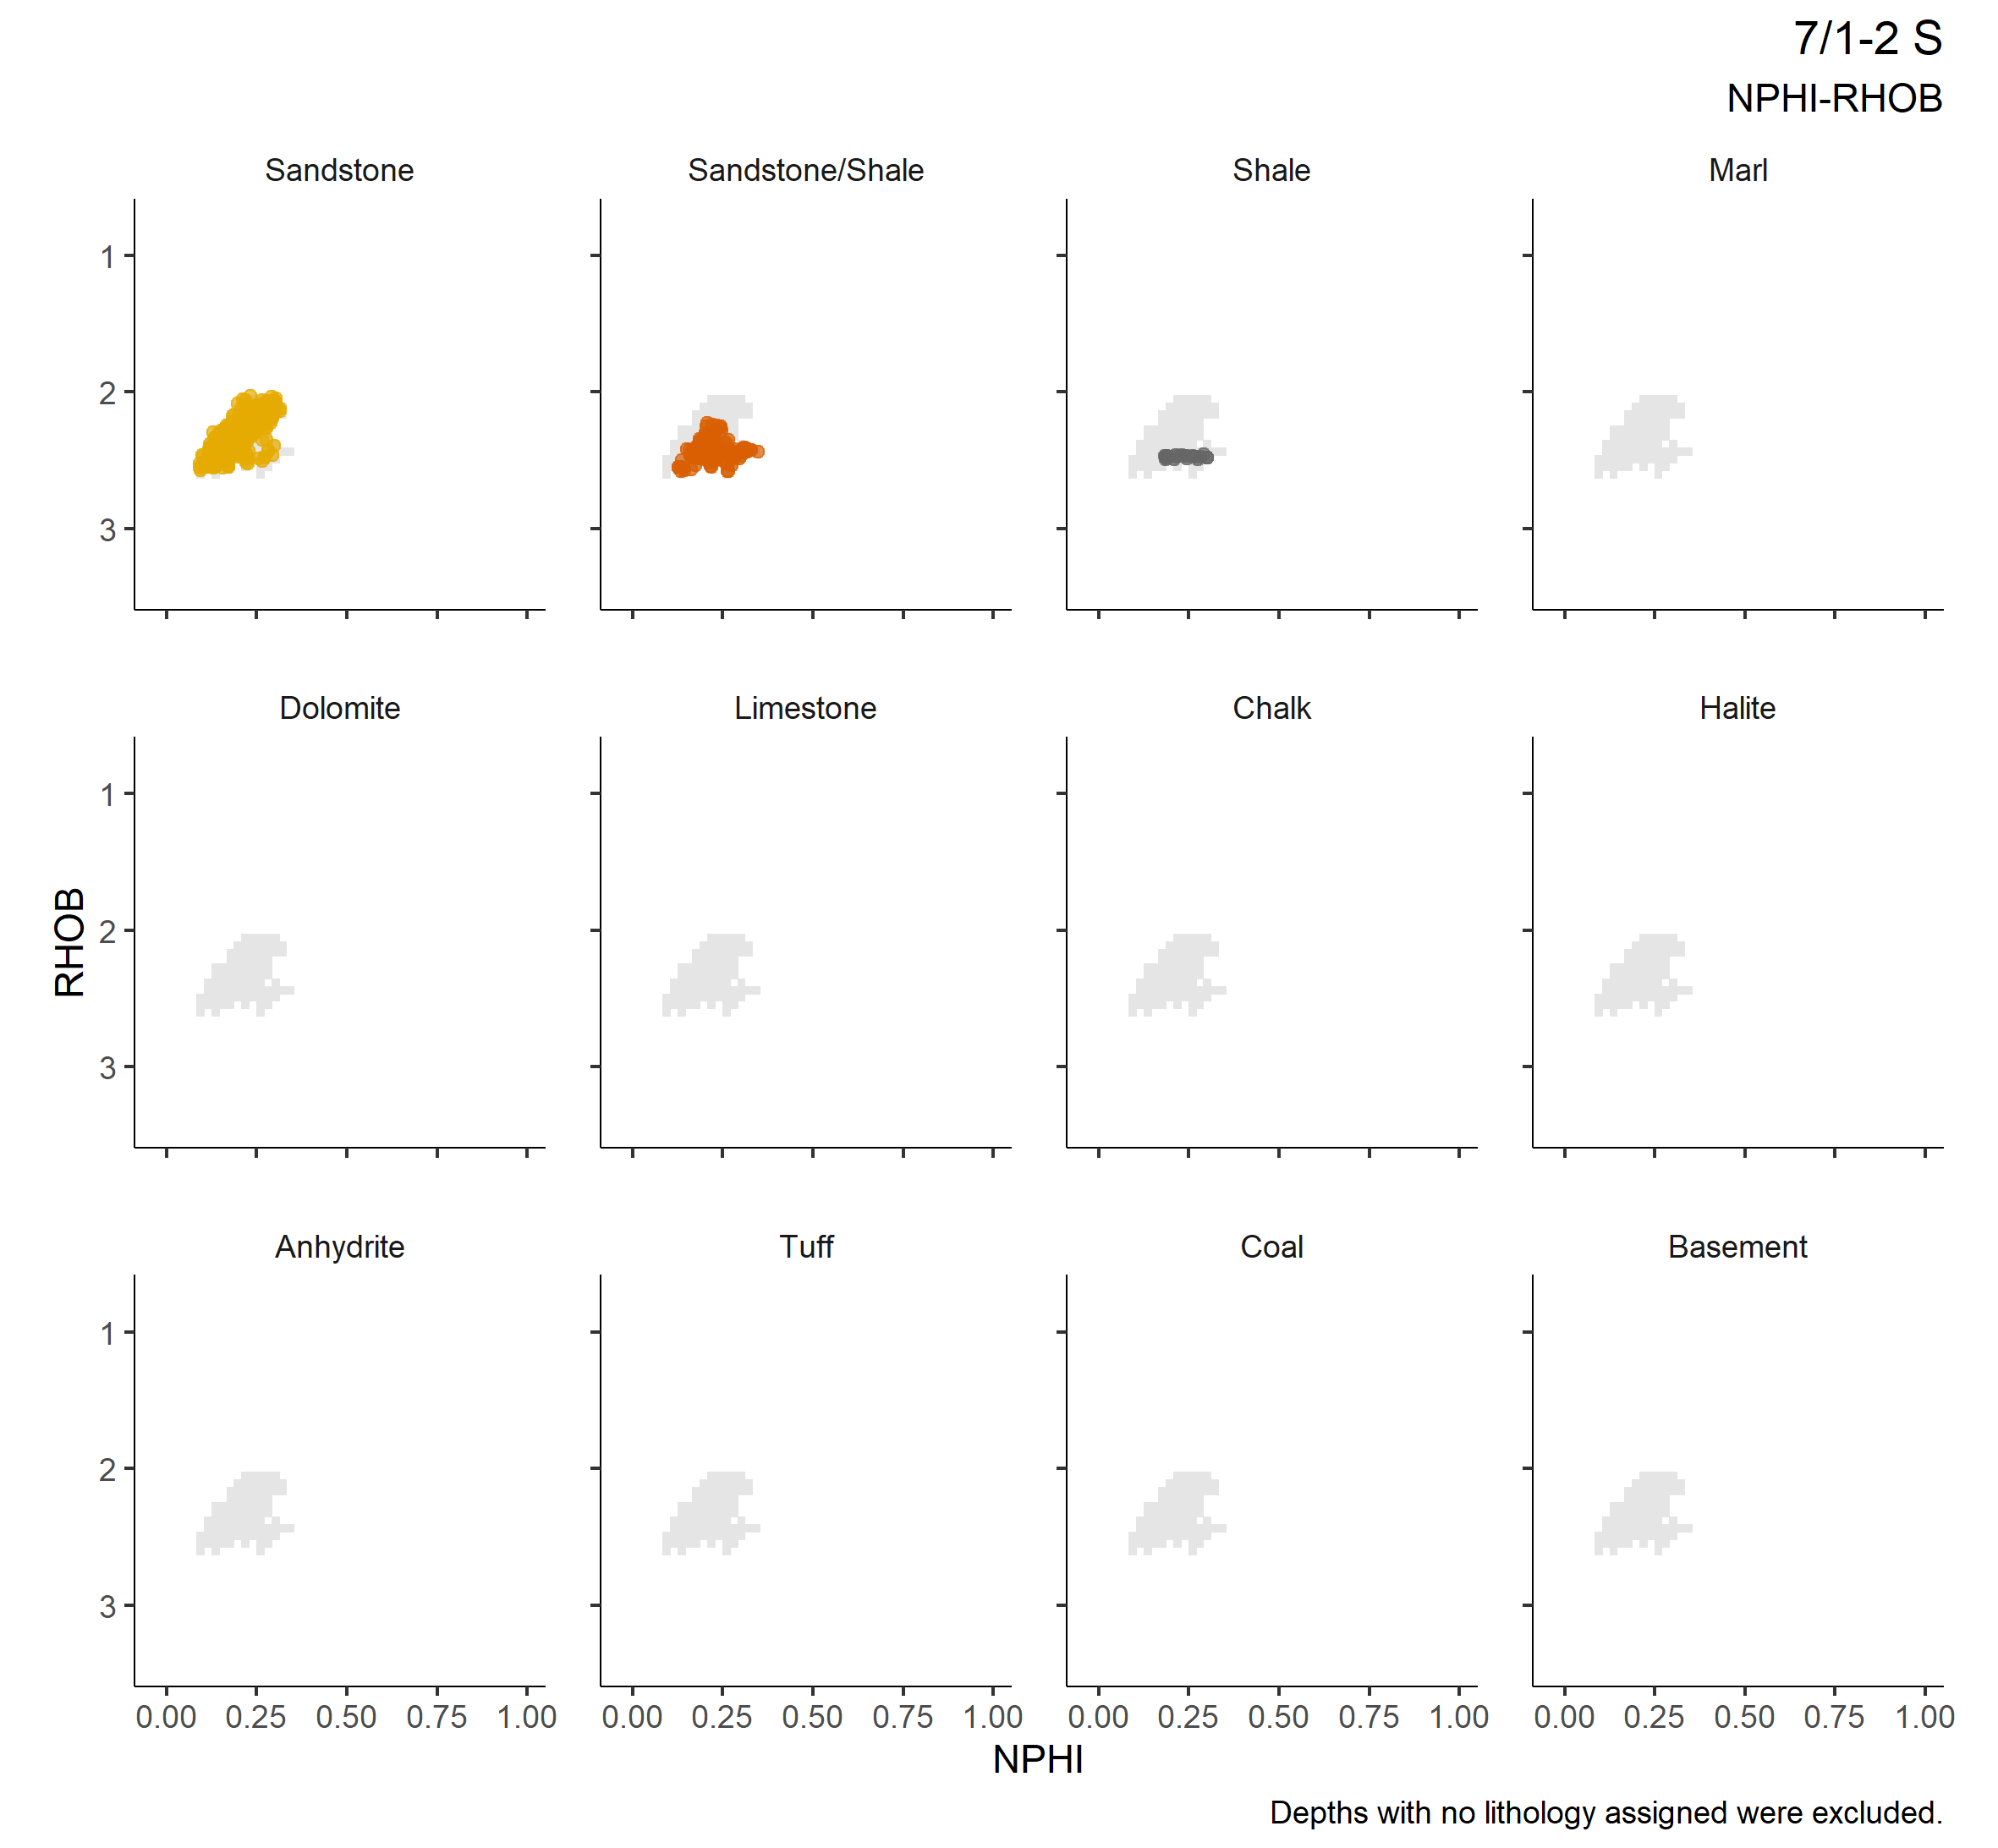 7/1-2 S
NPHI-RHOB
Sandstone Sandstone/Shale Shale Marl
1
2
3
Dolomite Limestone Chalk Halite
1
2
3
RHOB
Anhydrite Tuff Coal Basement
1
2
3
0.00 0.25 0.50 0.75 1.00 0.00 0.25 0.50 0.75 1.00 0.00 0.25 0.50 0.75 1.00 0.00 0.25 0.50 0.75 1.00
NPHI
Depths with no lithology assigned were excluded.